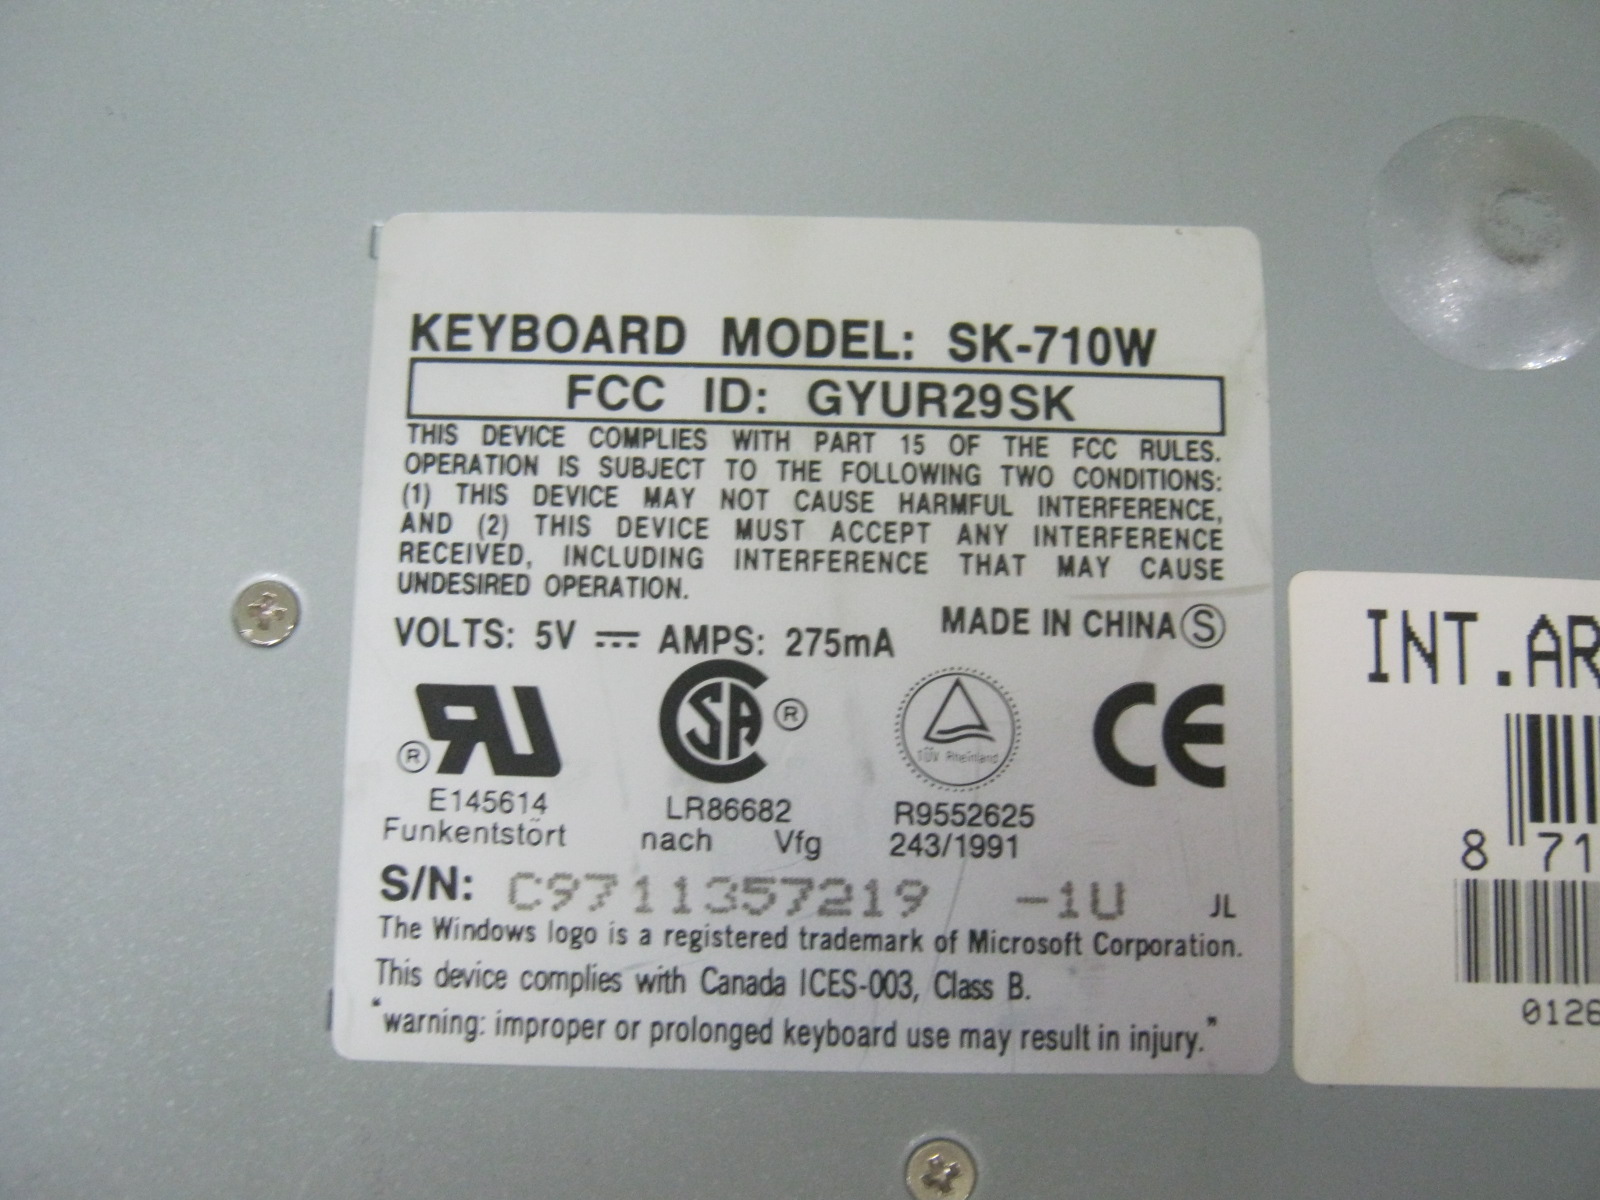 KEYBOARD MODEL: SK-710W
FCC ID: GYUR29SK
THIS DEVICE COMPLIES WITH PART 15 OF THE FCC RULES.
OPERATION IS SUBJECT TO THE FOLLOWING TWO CONDITIONS:
(1) THIS DEVICE MAY NOT CAUSE HARMFUL INTERFERENCE,
AND (2) THIS DEVICE MUST ACCEPT ANY INTERFERENCE
RECEIVED, INCLUDING INTERFERENCE THAT MAY CAUSE
UNDESIRED OPERATION.
VOLTS: 5V AMPS: 275mA MADE IN CHINA Ⓢ
® RU SA ® TÜV Rheinland CE
E145614 LR86682 R9552625
Funkentstört nach Vfg 243/1991
S/N: C9711357219 -1U JL
The Windows logo is a registered trademark of Microsoft Corporation.
This device complies with Canada ICES-003, Class B.
"warning: improper or prolonged keyboard use may result in injury."
INT.AR
8 71
0126